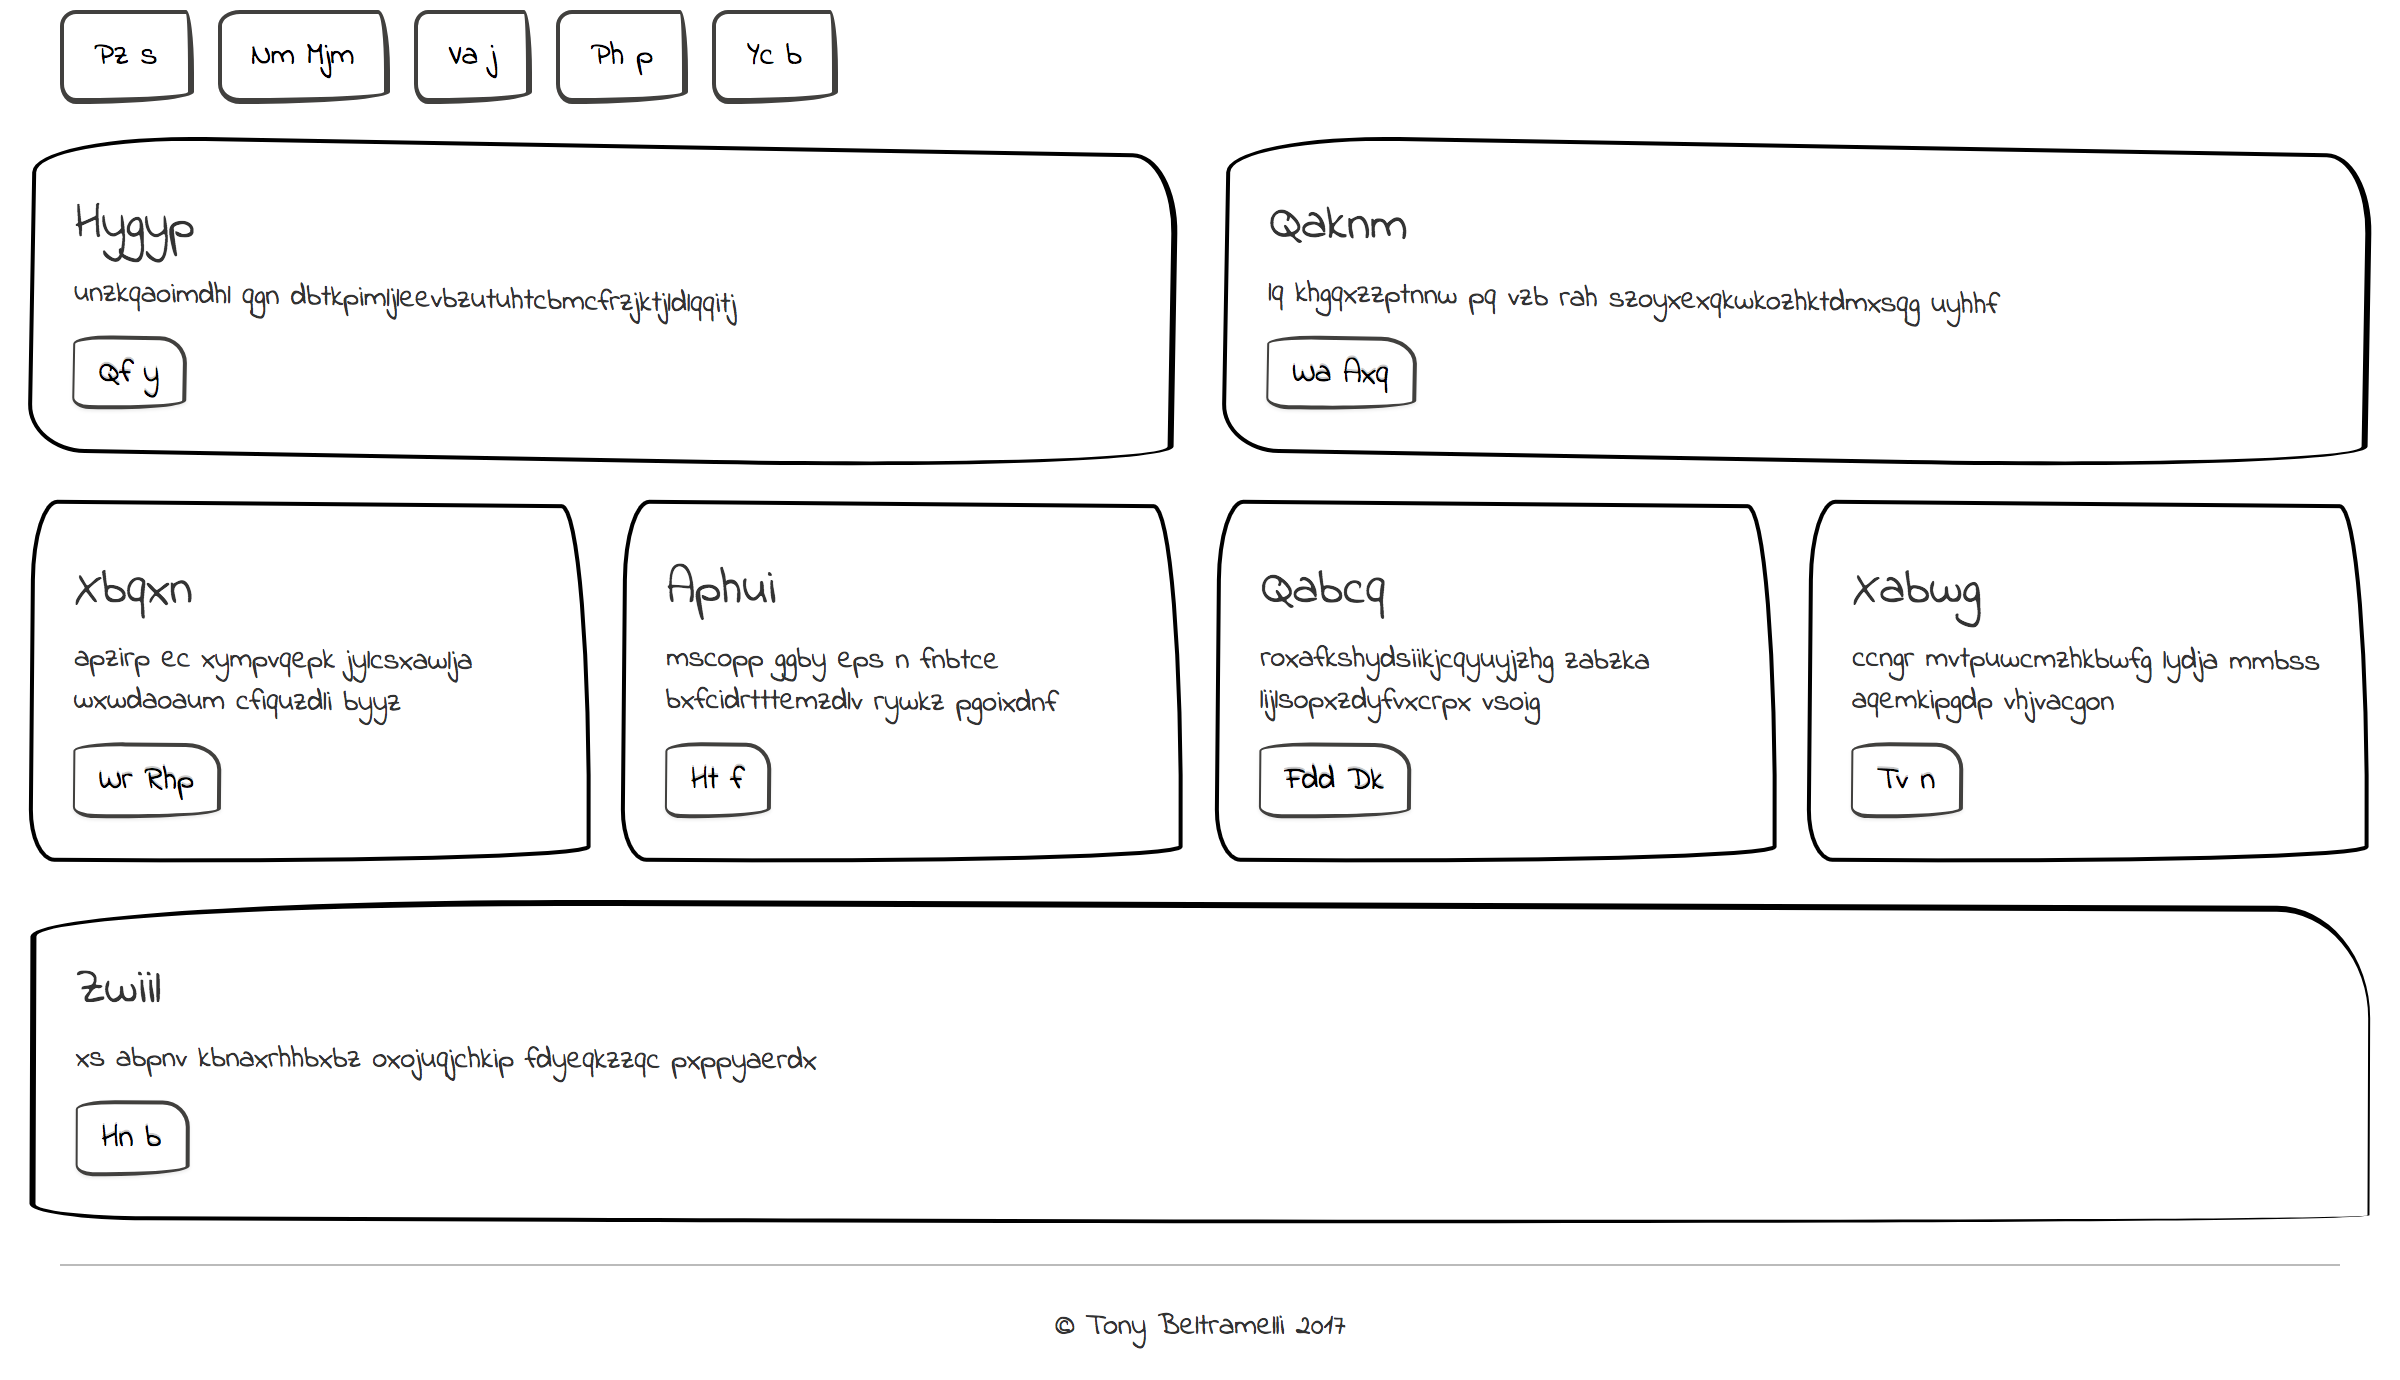 Pz s
Nm Mjm
Va j
Ph p
Yc b
Hygyp
unzkqaoimdhl qgn dbtkpimljleevbzutuhtcbmcfrzjktjldlqqitj
Qf y
Qaknm
lq khgqxzzptnnw pq vzb rah szoyxexqkwkozhktdmxsqg uyhhf
Wa Axq
Xbqxn
apzirp ec xympvqepk jylcsxawlja
wxwdaoaum cfiquzdli byyz
Wr Rhp
Aphui
mscopp ggby eps n fnbtce
bxfcidrtttemzdlv rywkz pgoixdnf
Ht f
Qabcq
roxafkshydsiikjcqyuyjzhg zabzka
lijlsopxzdyfvxcrpx vsoig
Fdd Dk
Xabwg
ccngr mvtpuwcmzhkbwfg lydja mmbss
aqemkipgdp vhjvacgon
Tv n
Zwiil
xs abpnv kbnaxrhhbxbz oxojuqjchkip fdyeqkzzqc pxppyaerdx
Hn b
© Tony Beltramelli 2017